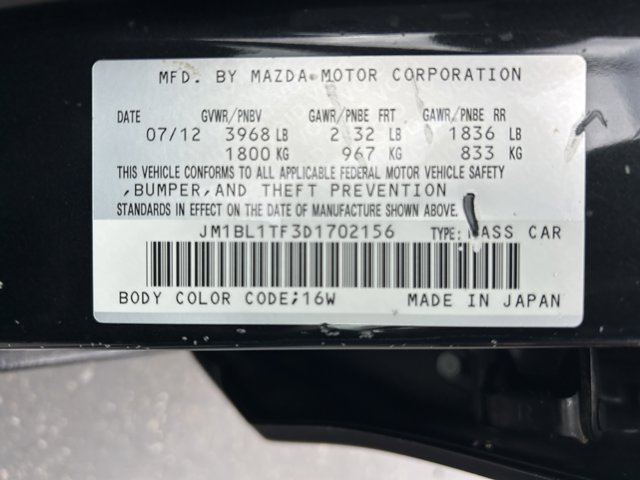 MFD. BY MAZDA MOTOR CORPORATION
DATE GVWR/PNBV GAWR/PNBE FRT GAWR/PNBE RR
07/12 3968 LB 2 32 LB 1836 LB
1800 KG 967 KG 833 KG
THIS VEHICLE CONFORMS TO ALL APPLICABLE FEDERAL MOTOR VEHICLE SAFETY
,BUMPER,AND THEFT PREVENTION
STANDARDS IN EFFECT ON THE DATE OF MANUFACTURE SHOWN ABOVE.
JM1BL1TF3D1702156 TYPE: CAR
BODY COLOR CODE;16W MADE IN JAPAN